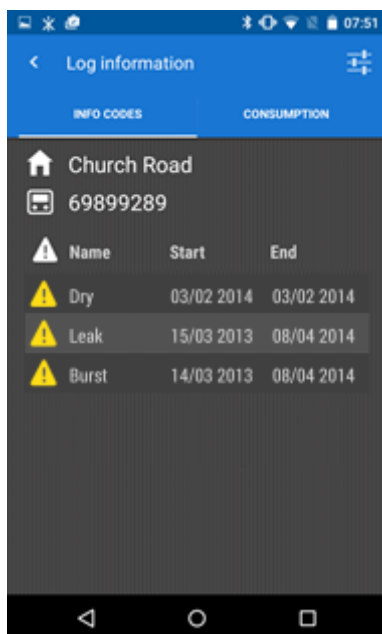 07:51
Log information
INFO CODES CONSUMPTION
Church Road
69899289
Name Start End
Dry 03/02 2014 03/02 2014
Leak 15/03 2013 08/04 2014
Burst 14/03 2013 08/04 2014